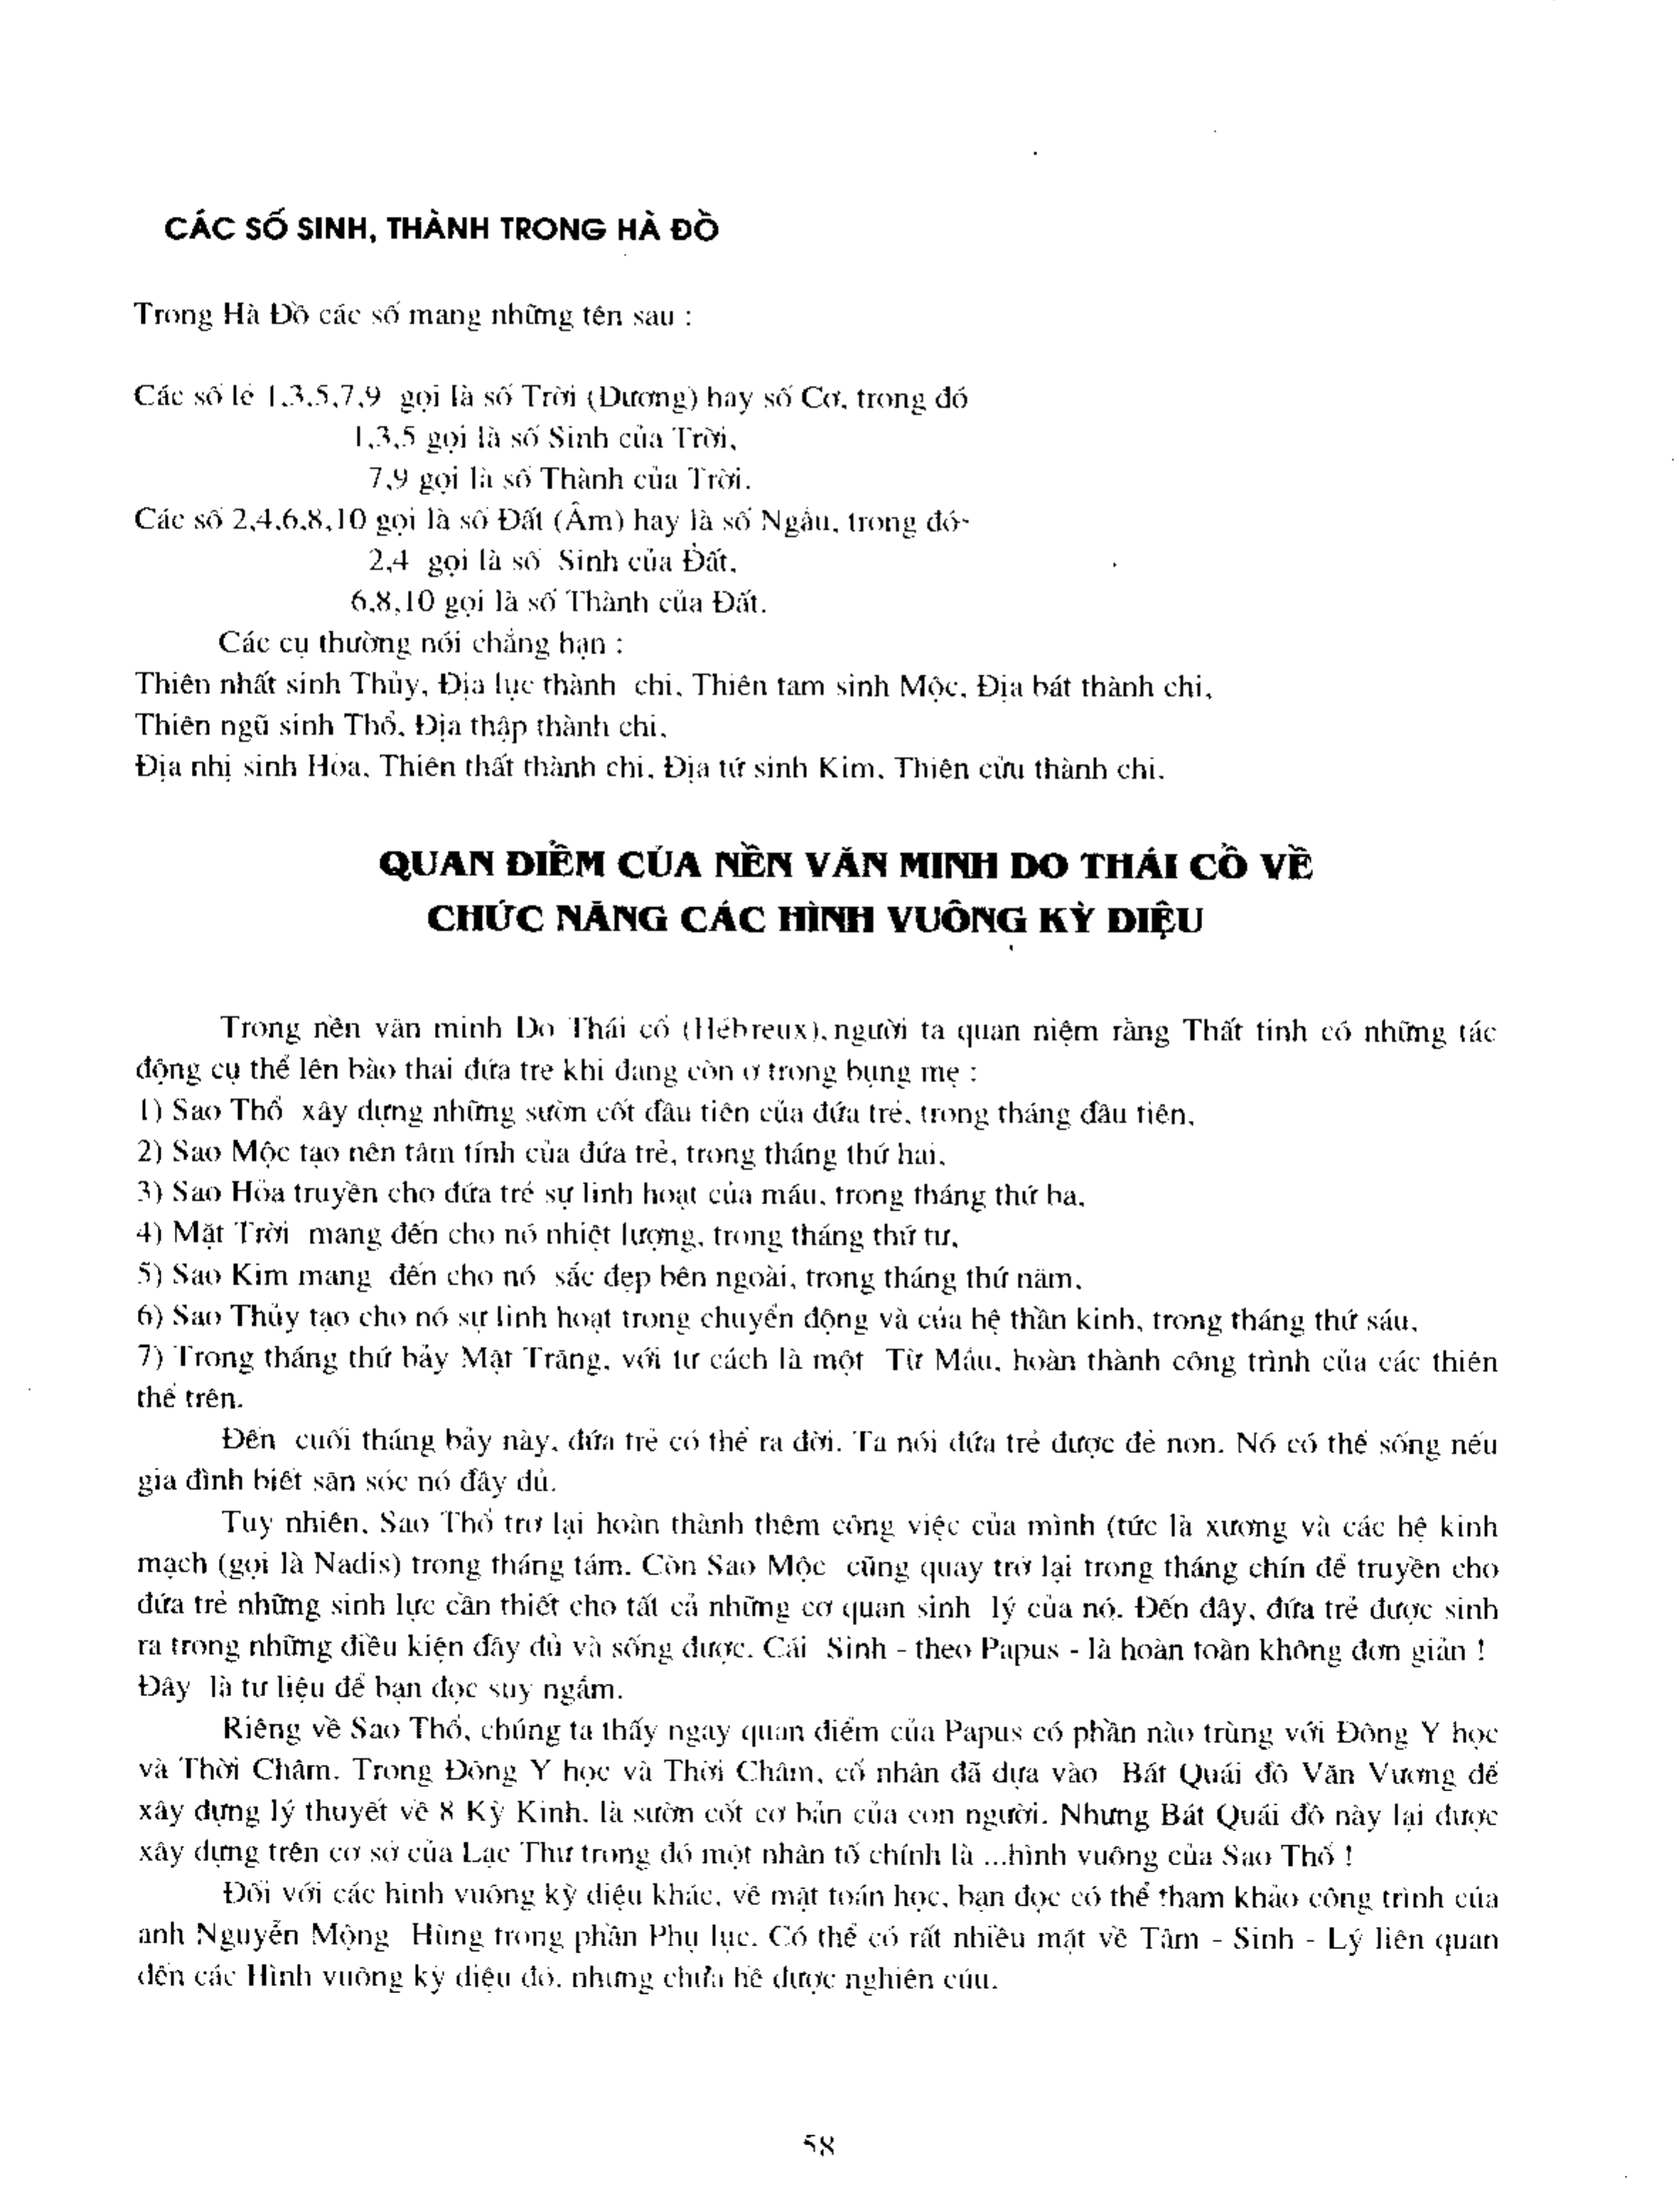 CÁC SỐ SINH, THÀNH TRONG HÀ ĐỒ
Trong Hà Đồ các số mang những tên sau :
Các số lẻ 1,3,5,7,9 gọi là số Trời (Dương) hay số Cơ, trong đó
1,3,5 gọi là số Sinh của Trời,
7,9 gọi là số Thành của Trời.
Các số 2,4,6,8,10 gọi là số Đất (Âm) hay là số Ngẫu, trong đó
2,4 gọi là số Sinh của Đất,
6,8,10 gọi là số Thành của Đất.
Các cụ thường nói chẳng hạn :
Thiên nhất sinh Thủy, Địa lục thành chi, Thiên tam sinh Mộc, Địa bát thành chi,
Thiên ngũ sinh Thổ, Địa thập thành chi,
Địa nhị sinh Hỏa, Thiên thất thành chi, Địa tứ sinh Kim, Thiên cửu thành chi.
QUAN ĐIỂM CỦA NỀN VĂN MINH DO THÁI CỔ VỀ
CHỨC NĂNG CÁC HÌNH VUÔNG KỲ DIỆU
Trong nền văn minh Do Thái cổ (Hébreux), người ta quan niệm rằng Thất tinh có những tác
động cụ thể lên bào thai đứa trẻ khi đang còn ở trong bụng mẹ :
1) Sao Thổ xây dựng những sườn cốt đầu tiên của đứa trẻ, trong tháng đầu tiên,
2) Sao Mộc tạo nên tâm tính của đứa trẻ, trong tháng thứ hai,
3) Sao Hỏa truyền cho đứa trẻ sự linh hoạt của máu, trong tháng thứ ba,
4) Mặt Trời mang đến cho nó nhiệt lượng, trong tháng thứ tư,
5) Sao Kim mang đến cho nó sắc đẹp bên ngoài, trong tháng thứ năm,
6) Sao Thủy tạo cho nó sự linh hoạt trong chuyển động và của hệ thần kinh, trong tháng thứ sáu,
7) Trong tháng thứ bảy Mặt Trăng, với tư cách là một Từ Mẫu, hoàn thành công trình của các thiên
thể trên.
Đến cuối tháng bảy này, đứa trẻ có thể ra đời. Ta nói đứa trẻ được đẻ non. Nó có thể sống nếu
gia đình biết săn sóc nó đầy đủ.
Tuy nhiên, Sao Thổ trở lại hoàn thành thêm công việc của mình (tức là xương và các hệ kinh
mạch (gọi là Nadis) trong tháng tám. Còn Sao Mộc cũng quay trở lại trong tháng chín để truyền cho
đứa trẻ những sinh lực cần thiết cho tất cả những cơ quan sinh lý của nó. Đến đây, đứa trẻ được sinh
ra trong những điều kiện đầy đủ và sống được. Cái Sinh - theo Papus - là hoàn toàn không đơn giản !
Đây là tư liệu để bạn đọc suy ngẫm.
Riêng về Sao Thổ, chúng ta thấy ngay quan điểm của Papus có phần nào trùng với Đông Y học
và Thời Châm. Trong Đông Y học và Thời Châm, cổ nhân đã dựa vào Bát Quái đồ Văn Vương để
xây dựng lý thuyết về 8 Kỳ Kinh, là sườn cốt cơ bản của con người. Nhưng Bát Quái đồ này lại được
xây dựng trên cơ sở của Lạc Thư trong đó một nhân tố chính là ...hình vuông của Sao Thổ !
Đối với các hình vuông kỳ diệu khác, về mặt toán học, bạn đọc có thể tham khảo công trình của
anh Nguyễn Mộng Hùng trong phần Phụ lục. Có thể có rất nhiều mặt về Tâm - Sinh - Lý liên quan
đến các Hình vuông kỳ diệu đó, nhưng chưa hề được nghiên cứu.
58